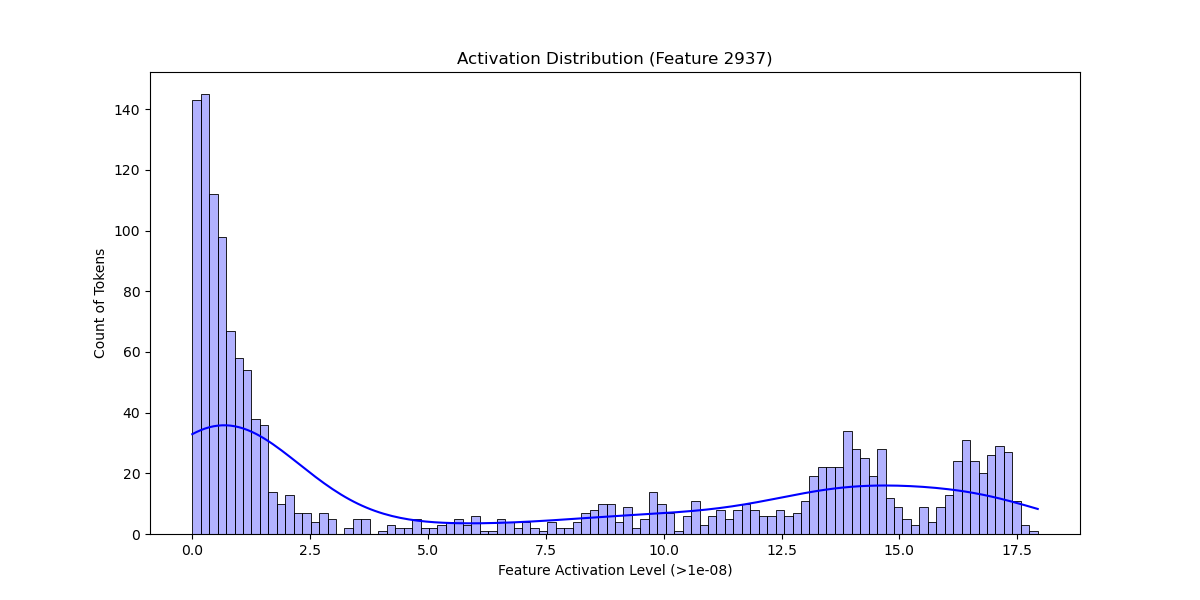 Activation Distribution (Feature 2937)
Count of Tokens
140
120
100
80
60
40
20
0
0.0 2.5 5.0 7.5 10.0 12.5 15.0 17.5
Feature Activation Level (>1e-08)